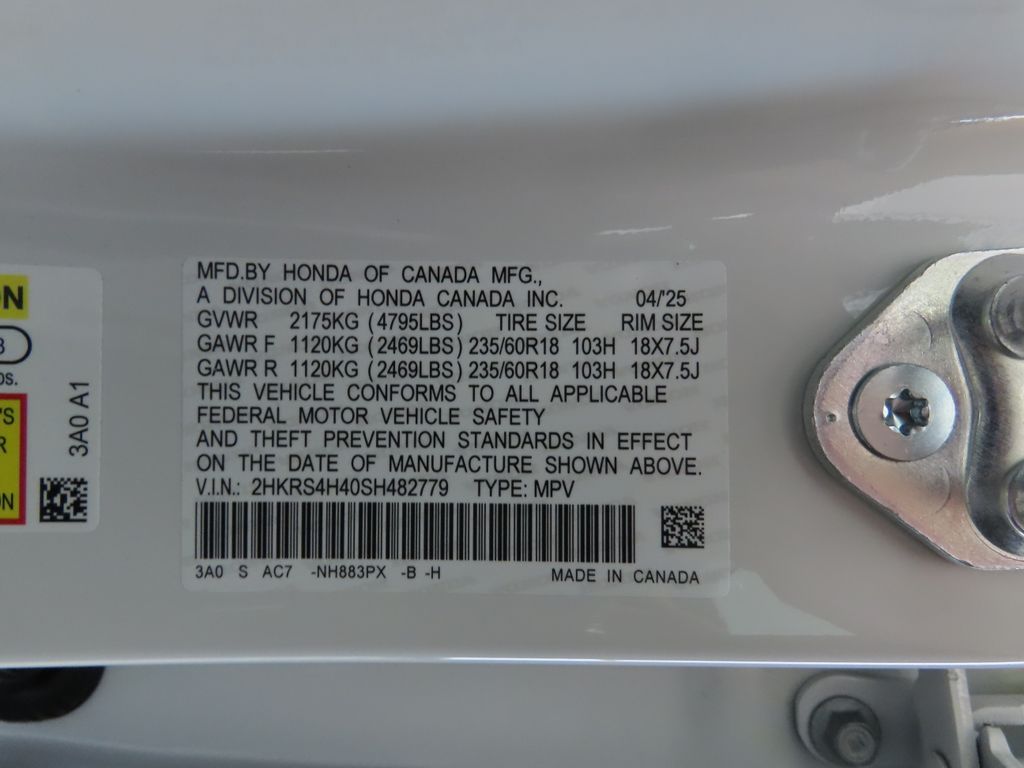 MFD.BY HONDA OF CANADA MFG.,
A DIVISION OF HONDA CANADA INC. 04/'25
GVWR 2175KG (4795LBS) TIRE SIZE RIM SIZE
GAWR F 1120KG (2469LBS) 235/60R18 103H 18X7.5J
GAWR R 1120KG (2469LBS) 235/60R18 103H 18X7.5J
THIS VEHICLE CONFORMS TO ALL APPLICABLE
FEDERAL MOTOR VEHICLE SAFETY
AND THEFT PREVENTION STANDARDS IN EFFECT
ON THE DATE OF MANUFACTURE SHOWN ABOVE.
V.I.N.: 2HKRS4H40SH482779 TYPE: MPV
3A0 S AC7 -NH883PX -B -H MADE IN CANADA
3A0 A1